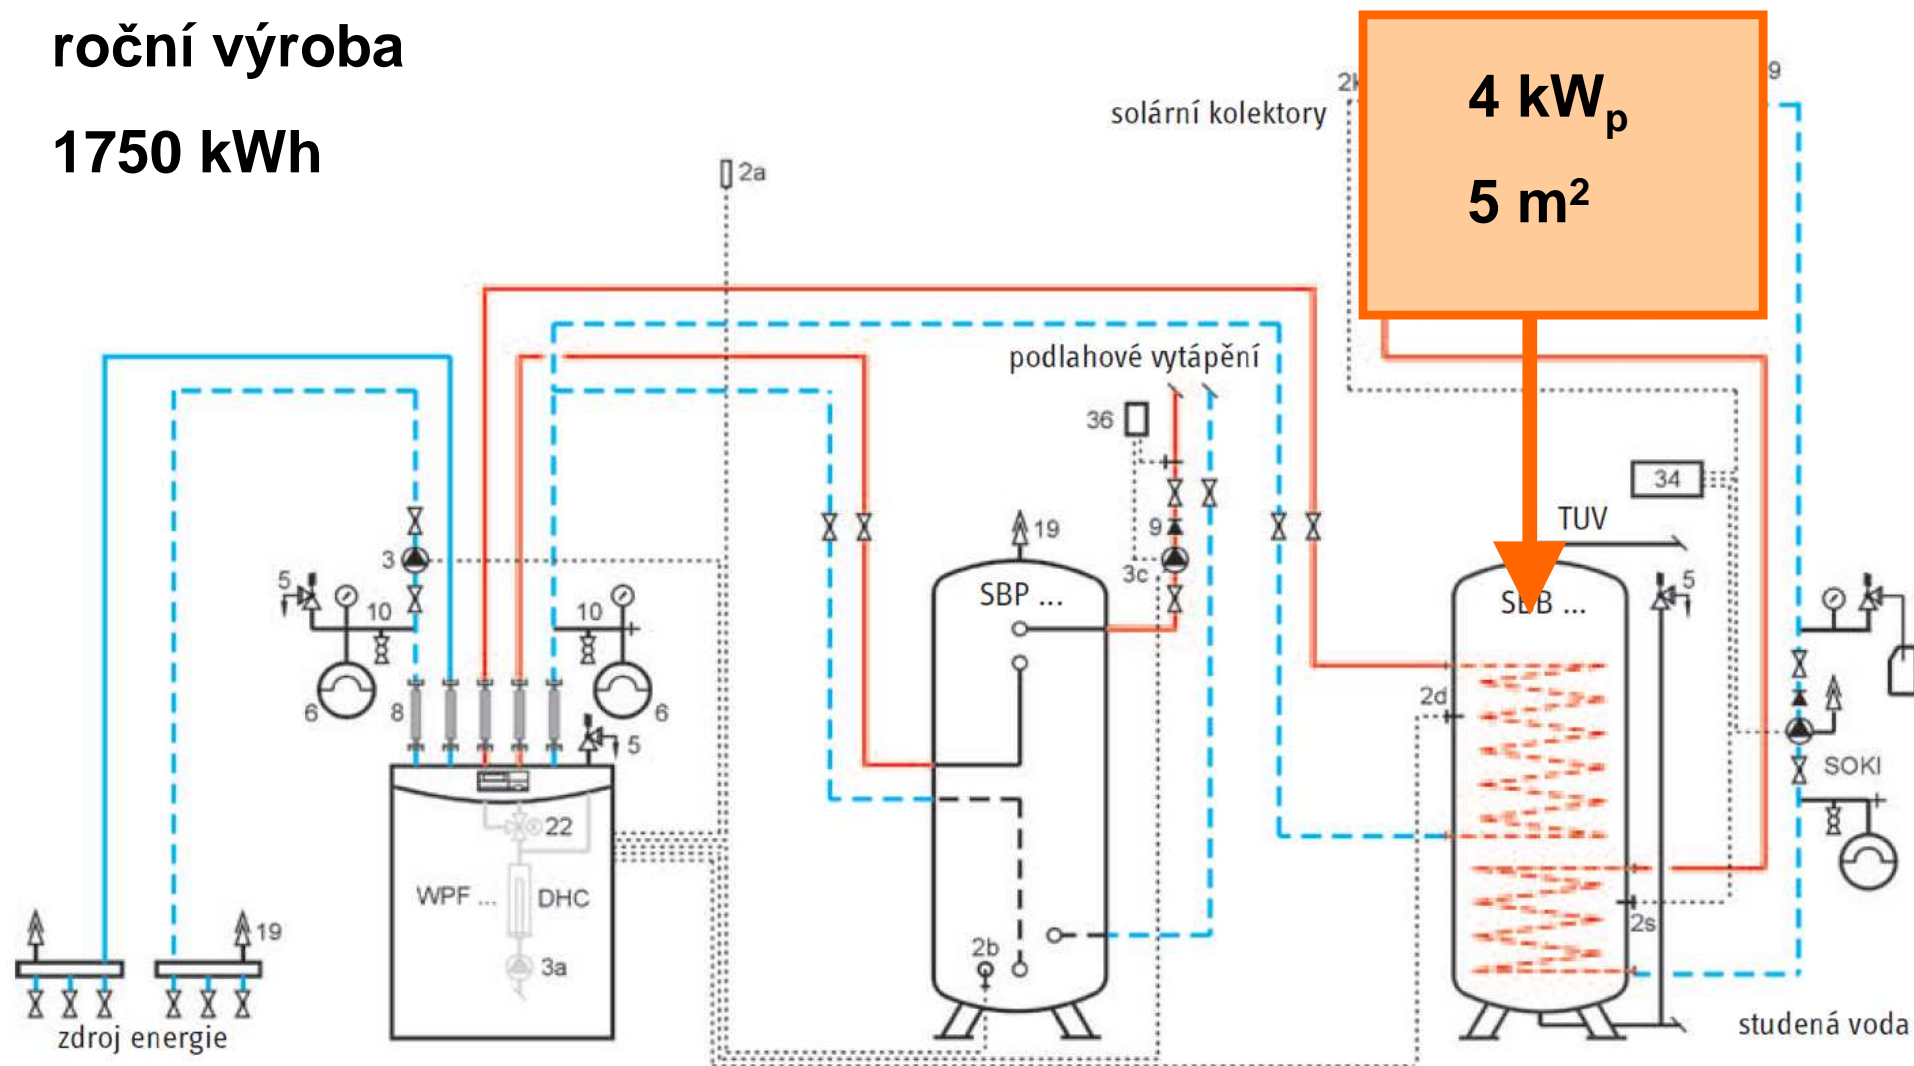 roční výroba
1750 kWh
4 kWp
5 m²
9
solární kolektory
2a
podlahové vytápění
36
34
TUV
19
9
3
3c
5
10
10
SBP ...
5
6
8
6
5
2d
SOKI
22
WPF ...
DHC
19
2s
2b
3a
zdroj energie
studená voda